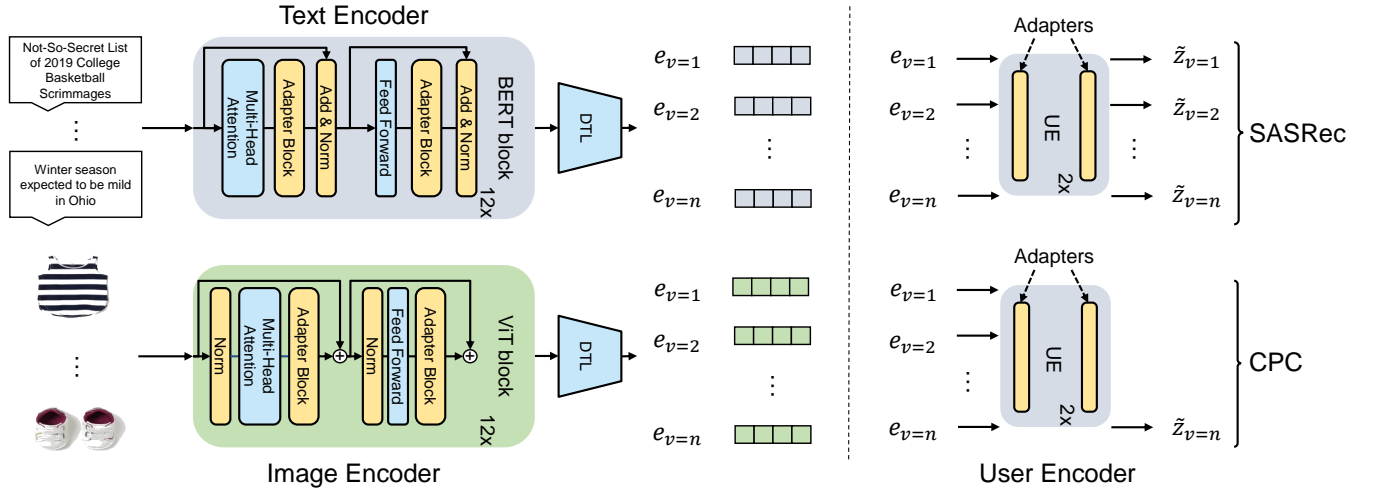 Text Encoder
Not-So-Secret List
of 2019 College
Basketball
Scrimmages
⋮
Winter season
expected to be mild
in Ohio
Multi-Head
Attention
Adapter Block
Add & Norm
Feed Forward
Adapter Block
Add & Norm
BERT block
12x
DTL
e_{v=1}
e_{v=2}
⋮
e_{v=n}
⋮
Norm
Multi-Head
Attention
Adapter Block
+
Norm
Feed Forward
Adapter Block
+
ViT block
12x
DTL
e_{v=1}
e_{v=2}
⋮
e_{v=n}
Image Encoder
Adapters
e_{v=1}
e_{v=2}
⋮
e_{v=n}
UE
2x
z̃_{v=1}
z̃_{v=2}
⋮
z̃_{v=n}
SASRec
Adapters
e_{v=1}
e_{v=2}
⋮
e_{v=n}
UE
2x
z̃_{v=n}
CPC
User Encoder